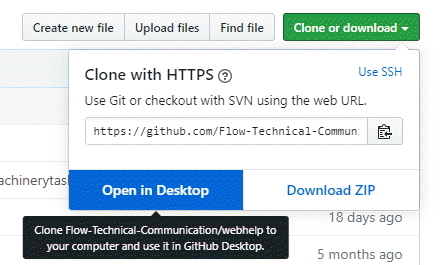 Create new file Upload files Find file Clone or download
Clone with HTTPS ?
Use SSH
Use Git or checkout with SVN using the web URL.
https://github.com/Flow-Technical-Commun
Open in Desktop
Download ZIP
achinerytas
18 days ago
Clone Flow-Technical-Communication/webhelp to
your computer and use it in GitHub Desktop.
5 months ago